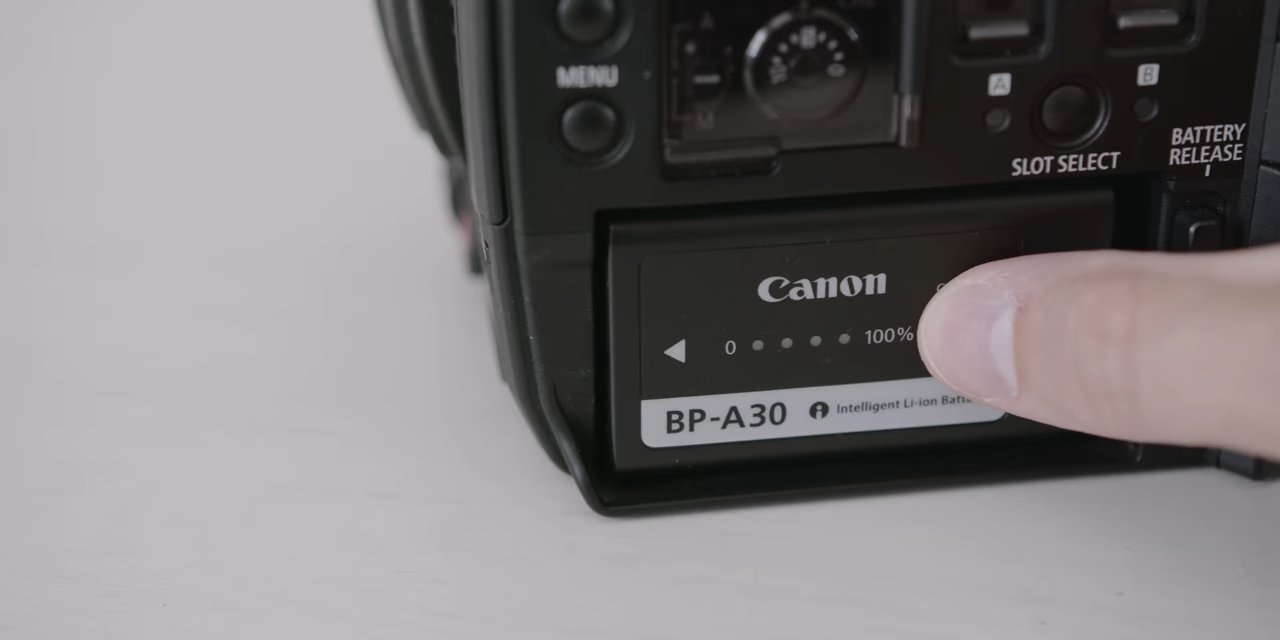 MENU
A
M
A
B
SLOT SELECT
BATTERY
RELEASE
Canon
0 100%
BP-A30
Intelligent Li-ion